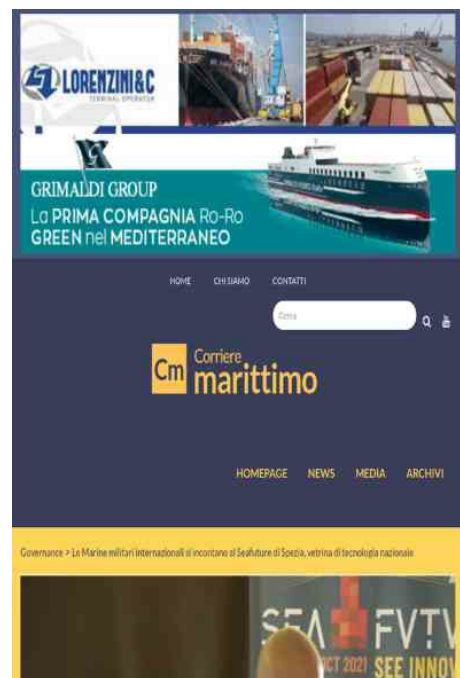 LORENZINI&C
TERMINAL OPERATOR
GRIMALDI GROUP
La PRIMA COMPAGNIA Ro-Ro
GREEN nel MEDITERRANEO
HOME CHI SIAMO CONTATTI
Cerca
Cm Corriere
marittimo
HOMEPAGE NEWS MEDIA ARCHIVI
Governance > Le Marine militari internazionali si incontano al Seafuture di Spezia, vetrina di tecnologia nazionale
SEA FVTV
OCT 2021 SEE INNOV